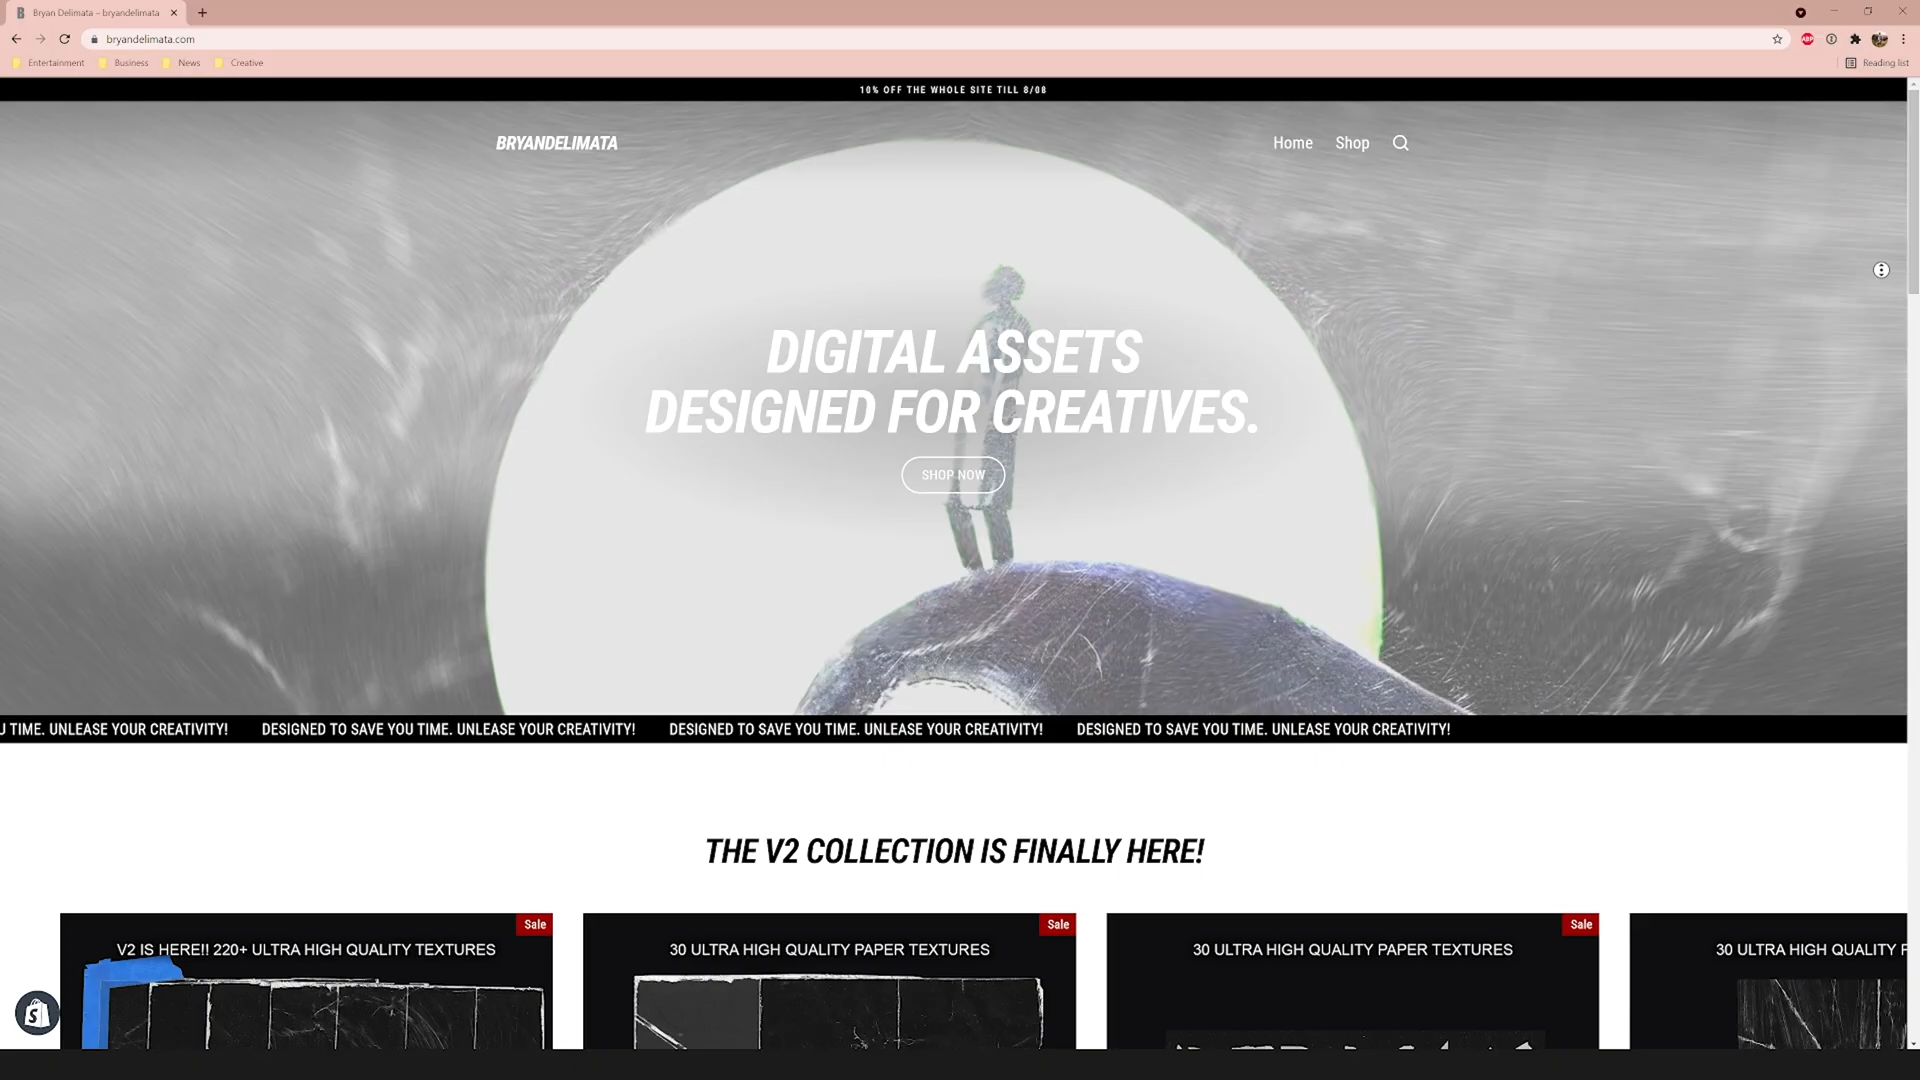 Bryan Delimata – bryandelimata
bryandelimata.com
ABP
Entertainment
Business
News
Creative
Reading list
10% OFF THE WHOLE SITE TILL 8/08
BRYANDELIMATA
Home
Shop
DIGITAL ASSETS
DESIGNED FOR CREATIVES.
SHOP NOW
U TIME. UNLEASE YOUR CREATIVITY! DESIGNED TO SAVE YOU TIME. UNLEASE YOUR CREATIVITY! DESIGNED TO SAVE YOU TIME. UNLEASE YOUR CREATIVITY! DESIGNED TO SAVE YOU TIME. UNLEASE YOUR CREATIVITY!
THE V2 COLLECTION IS FINALLY HERE!
Sale
V2 IS HERE!! 220+ ULTRA HIGH QUALITY TEXTURES
Sale
30 ULTRA HIGH QUALITY PAPER TEXTURES
Sale
30 ULTRA HIGH QUALITY PAPER TEXTURES
30 ULTRA HIGH QUALITY P